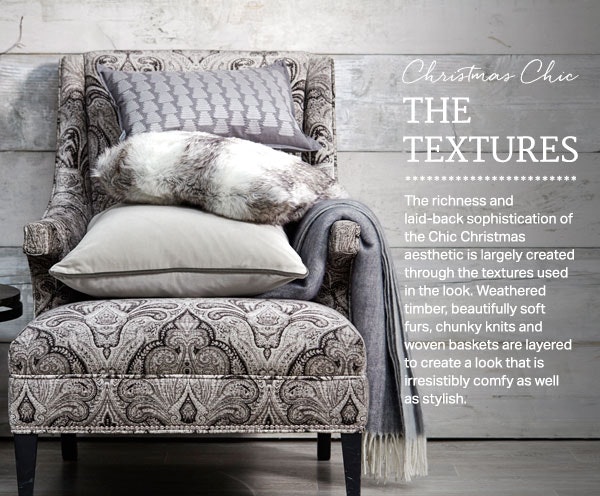 Christmas Chic
THE
TEXTURES
The richness and
laid-back sophistication of
the Chic Christmas
aesthetic is largely created
through the textures used
in the look. Weathered
timber, beautifully soft
furs, chunky knits and
woven baskets are layered
to create a look that is
irresistibly comfy as well
as stylish.